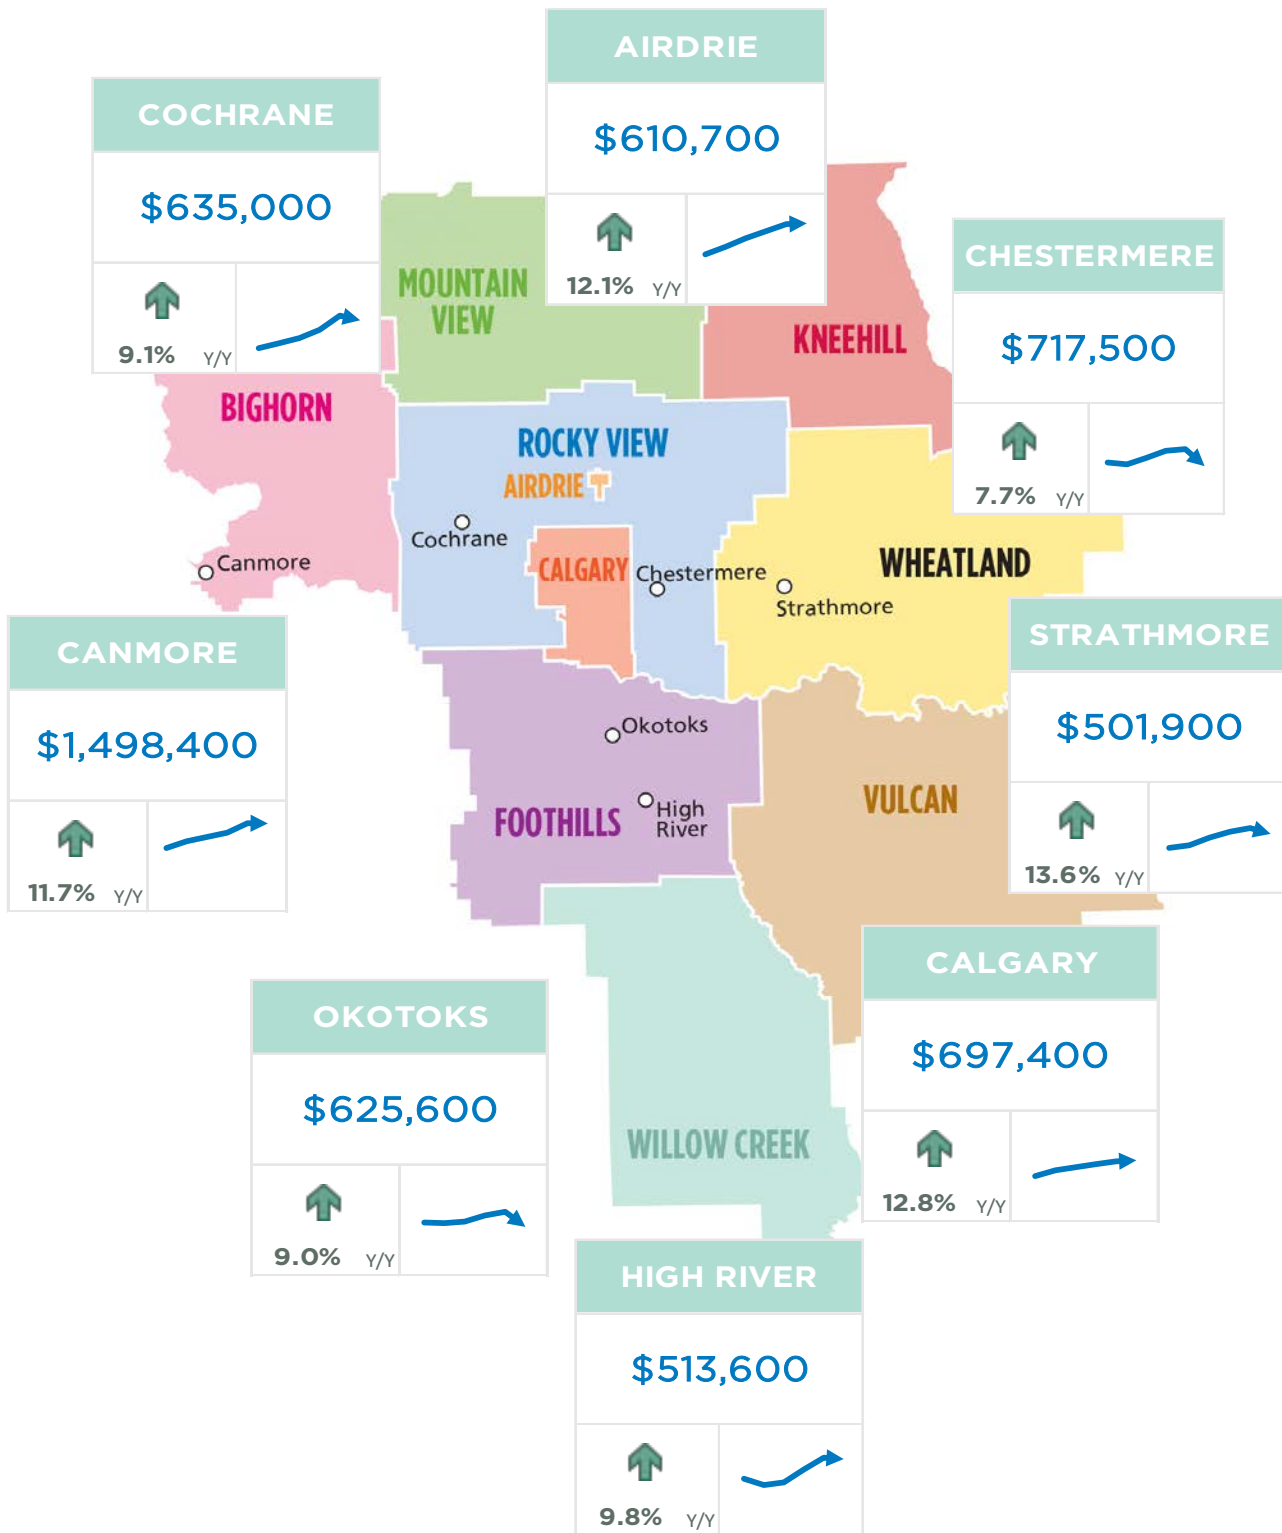 AIRDRIE
$610,700
12.1% Y/Y
COCHRANE
$635,000
9.1% Y/Y
CHESTERMERE
$717,500
7.7% Y/Y
MOUNTAIN
VIEW
KNEEHILL
BIGHORN
ROCKY VIEW
AIRDRIE
Cochrane
Canmore
CALGARY
Chestermere
WHEATLAND
Strathmore
CANMORE
$1,498,400
11.7% Y/Y
STRATHMORE
$501,900
13.6% Y/Y
Okotoks
High
River
FOOTHILLS
VULCAN
OKOTOKS
$625,600
9.0% Y/Y
CALGARY
$697,400
12.8% Y/Y
WILLOW CREEK
HIGH RIVER
$513,600
9.8% Y/Y